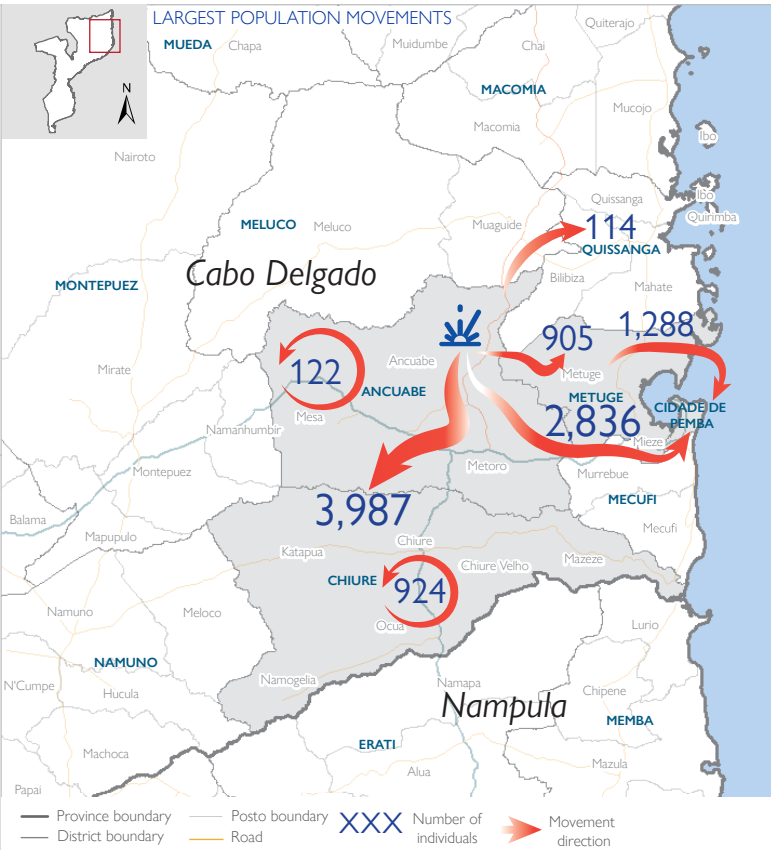 LARGEST POPULATION MOVEMENTS
N
MUEDA
Chapa
Muidumbe
Chai
Quiterajo
MACOMIA
Mucojo
Macomia
Ibo
Nairoto
Quissanga
Ibo
Quirimba
MELUCO
Meluco
Muaguide
114
QUISSANGA
Cabo Delgado
Bilibiza
Mahate
MONTEPUEZ
1,288
905
Ancuabe
Metuge
Mirate
122
ANCUABE
METUGE
CIDADE DE
PEMBA
Mesa
2,836
Namanhumbir
Mieze
Metoro
Montepuez
Murrebue
MECUFI
3,987
Balama
Mecufi
Mapupulo
Chiure
Katapua
Mazeze
Chiure Velho
CHIURE
924
Namuno
Meloco
Ocua
Lurio
NAMUNO
Namogelia
Namapa
N'Cumpe
Hucula
Chipene
Nampula
MEMBA
ERATI
Machoca
Mazula
Alua
Papai
Province boundary
District boundary
Posto boundary
Road
XXX
Number of
individuals
Movement
direction